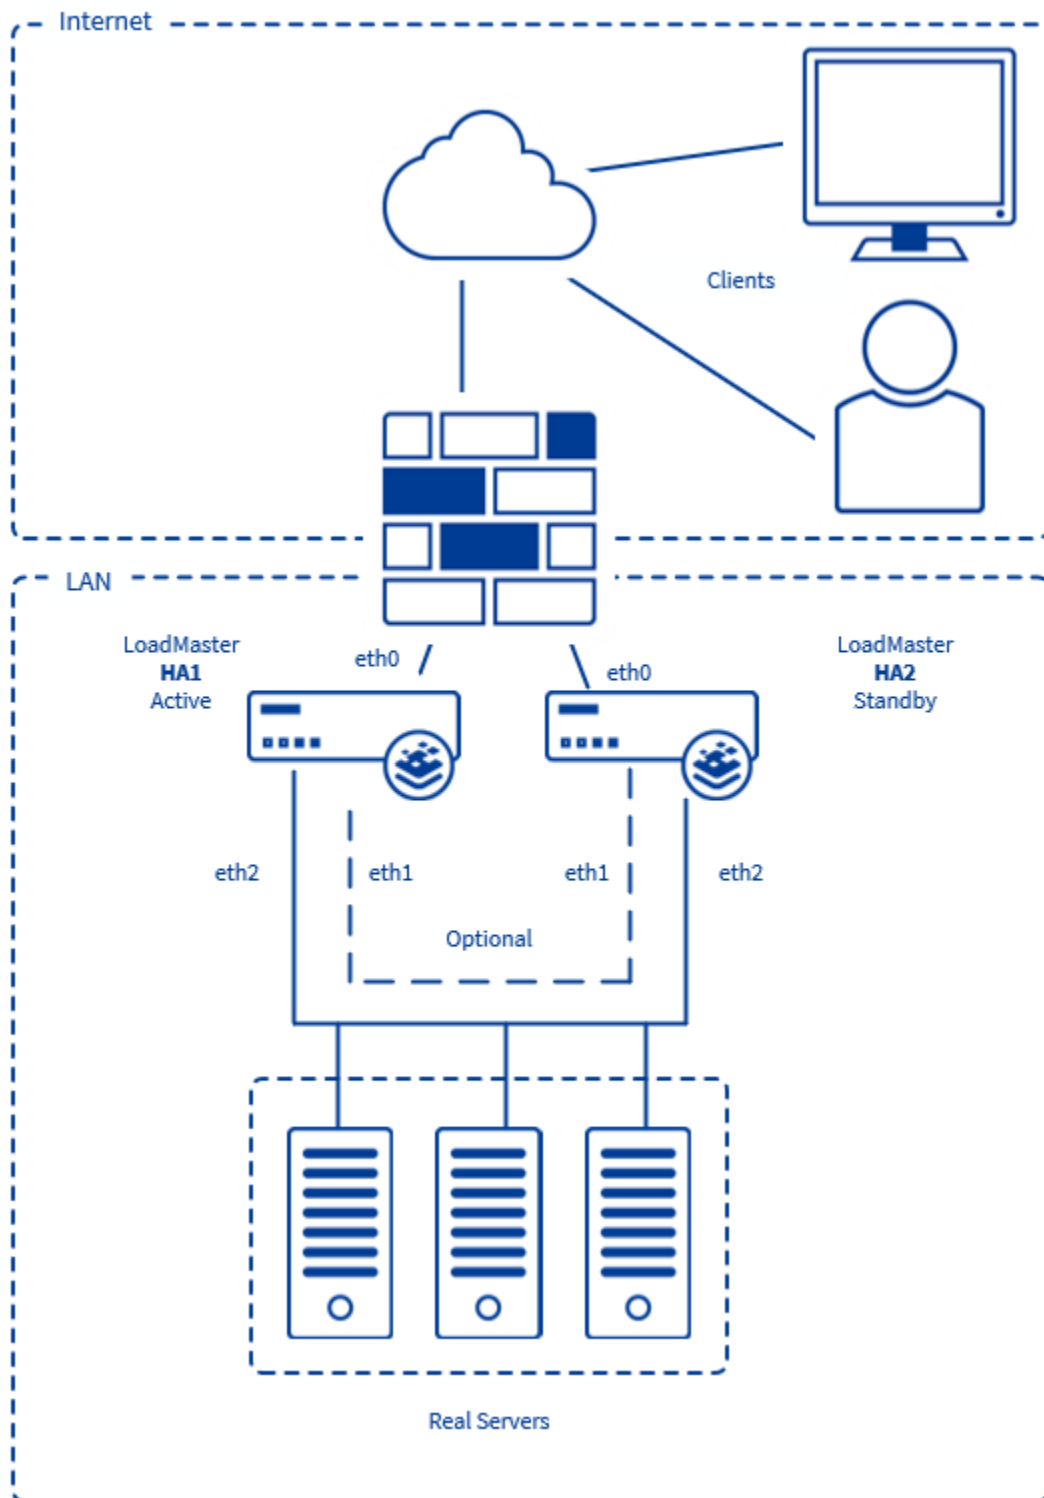 Internet
Clients
LAN
LoadMaster
HA1
Active
eth0
eth0
LoadMaster
HA2
Standby
eth2
eth1
eth1
eth2
Optional
Real Servers